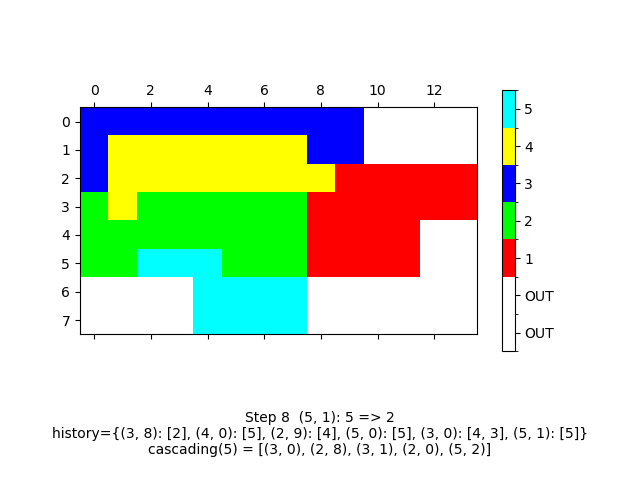 0 2 4 6 8 10 12
0
1
2
3
4
5
6
7
5
4
3
2
1
OUT
OUT
Step 8  (5, 1): 5 => 2
history={(3, 8): [2], (4, 0): [5], (2, 9): [4], (5, 0): [5], (3, 0): [4, 3], (5, 1): [5]}
cascading(5) = [(3, 0), (2, 8), (3, 1), (2, 0), (5, 2)]